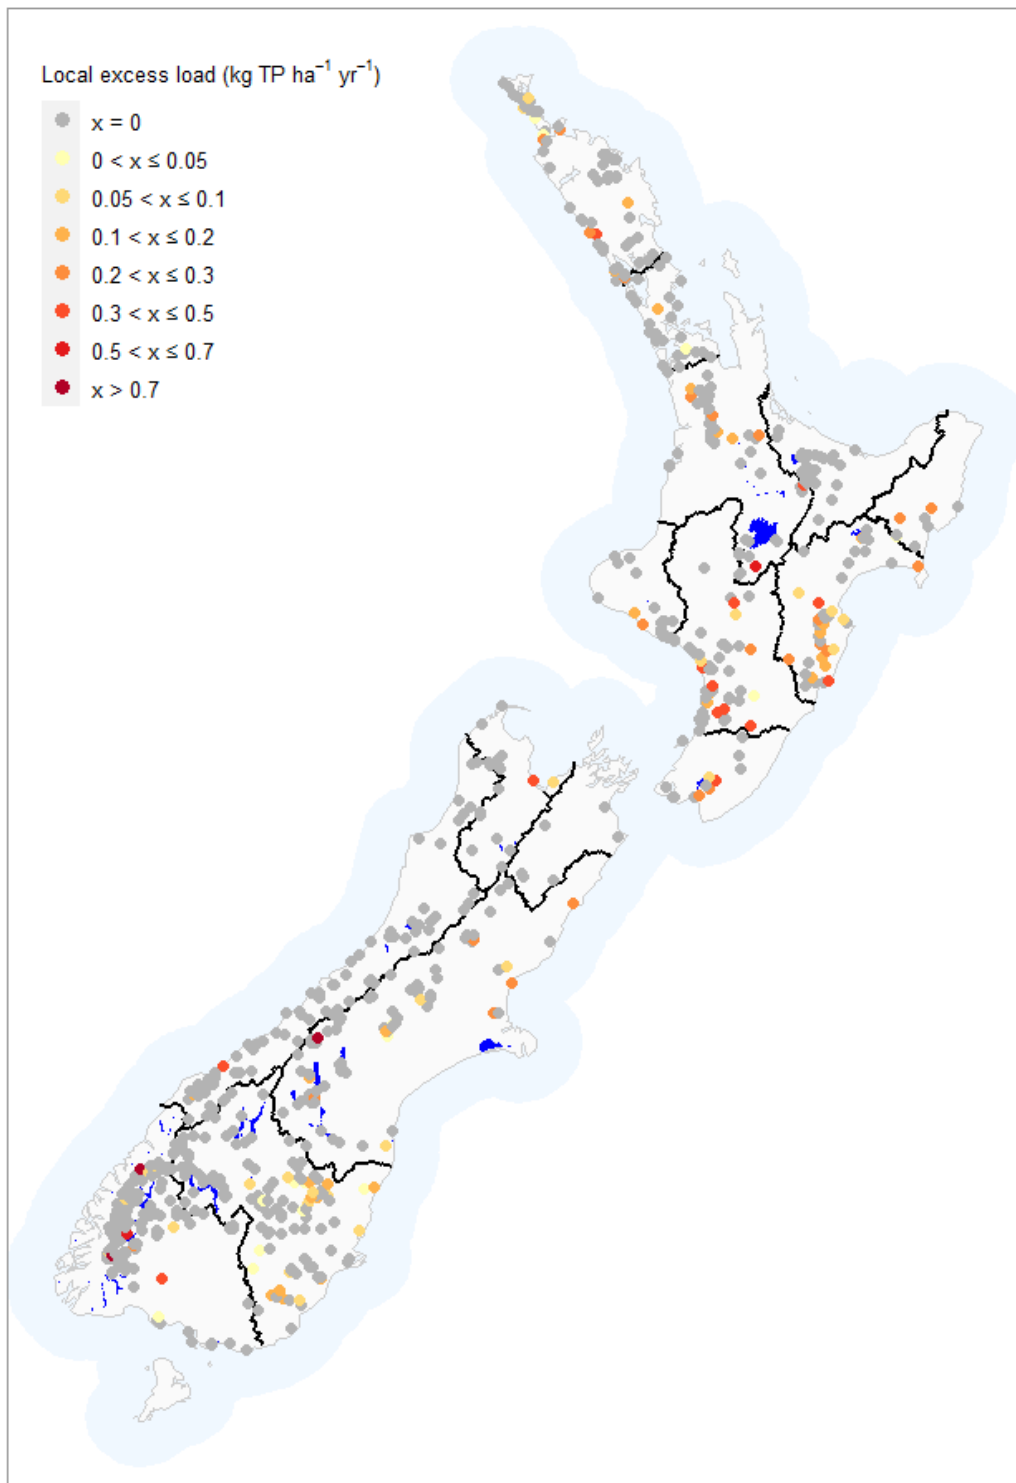 Local excess load (kg TP ha⁻¹ yr⁻¹)
x = 0
0 < x ≤ 0.05
0.05 < x ≤ 0.1
0.1 < x ≤ 0.2
0.2 < x ≤ 0.3
0.3 < x ≤ 0.5
0.5 < x ≤ 0.7
x > 0.7